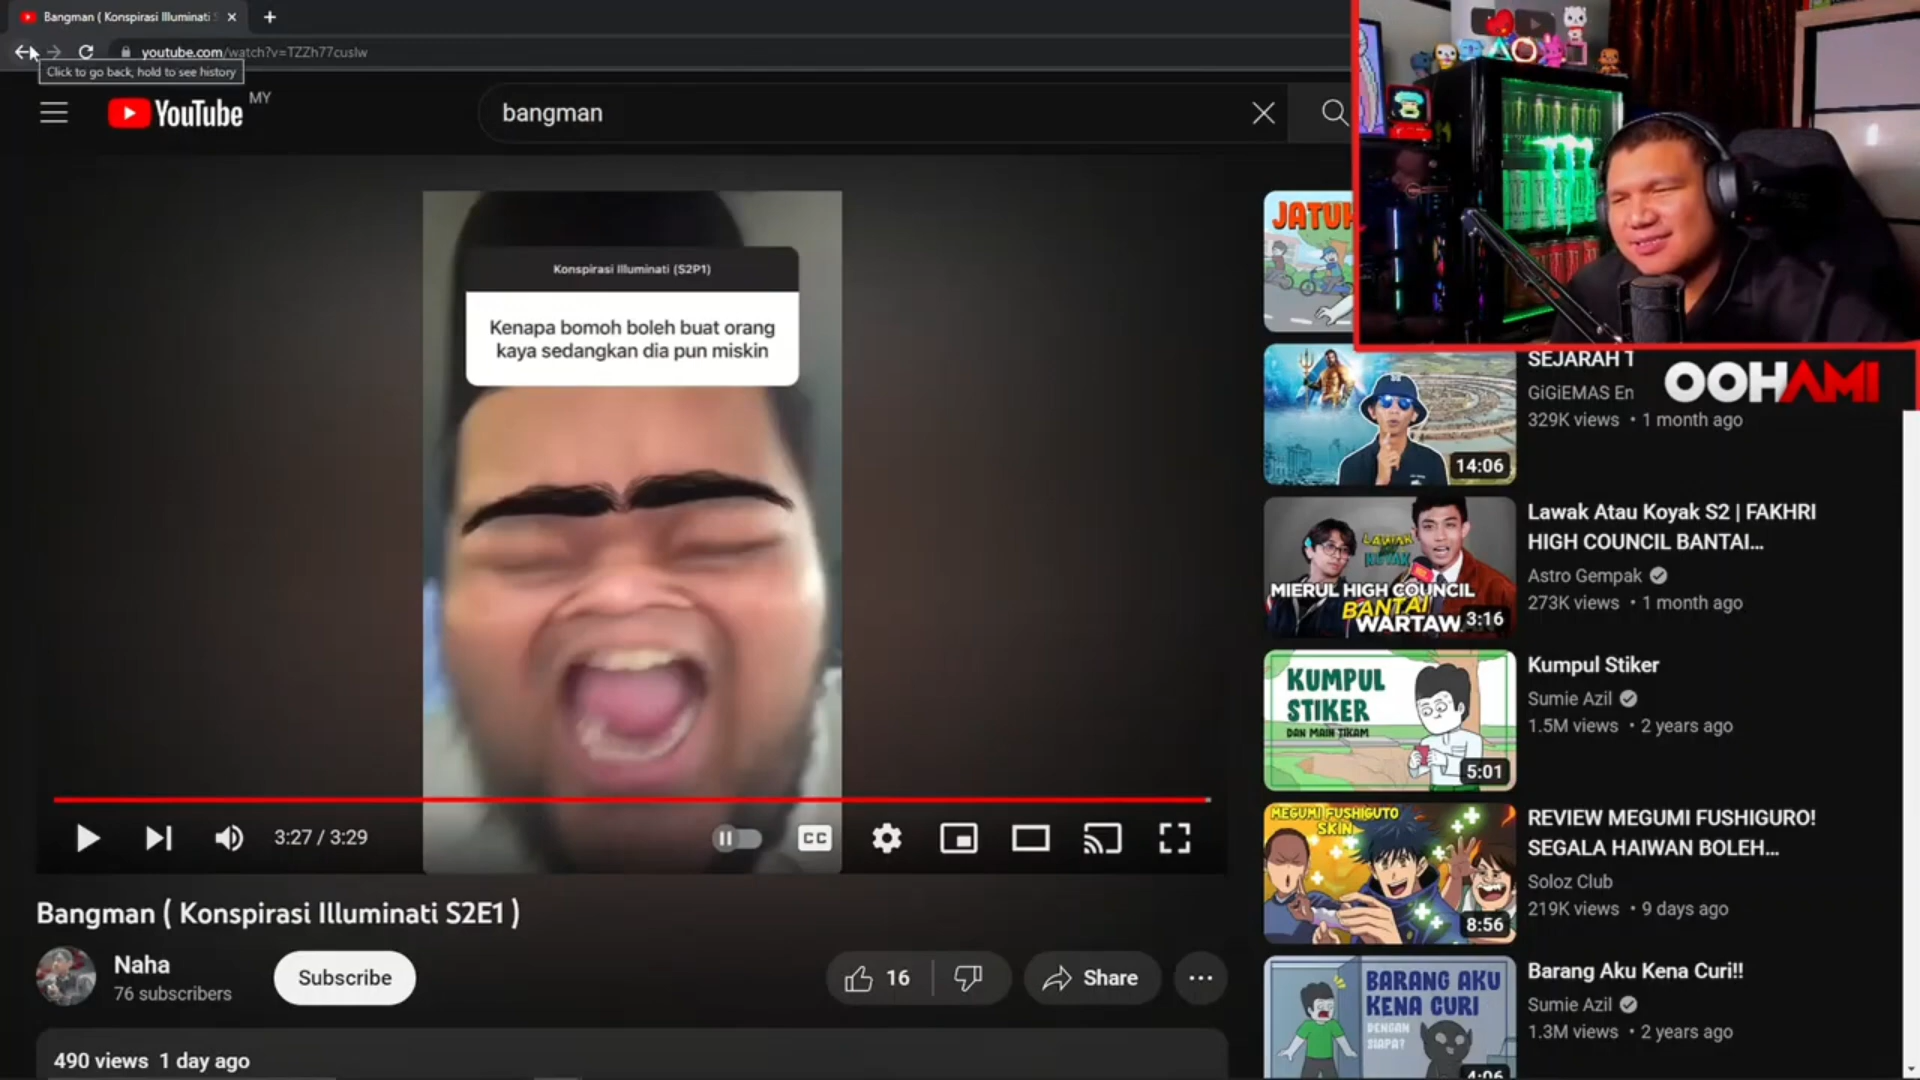 Bangman ( Konspirasi Illuminati S
youtube.com/watch?v=TZZh77cusIw
Click to go back, hold to see history
YouTube MY
bangman
Konspirasi Illuminati (S2P1)
Kenapa bomoh boleh buat orang
kaya sedangkan dia pun miskin
3:27 / 3:29
CC
Bangman ( Konspirasi Illuminati S2E1 )
Naha
76 subscribers
Subscribe
16
Share
490 views 1 day ago
OOHAMI
SEJARAH T
GiGiEMAS En
329K views • 1 month ago
14:06
Lawak Atau Koyak S2 | FAKHRI
HIGH COUNCIL BANTAI...
Astro Gempak
273K views • 1 month ago
LAWAK
MIERUL HIGH COUNCIL
BANTAI
WARTAW
3:16
Kumpul Stiker
Sumie Azil
1.5M views • 2 years ago
KUMPUL
STIKER
DAN MAIN TIKAM
5:01
REVIEW MEGUMI FUSHIGURO!
SEGALA HAIWAN BOLEH...
Soloz Club
219K views • 9 days ago
MEGUMI FUSHIGUTO
SKIN
8:56
Barang Aku Kena Curi!!
Sumie Azil
1.3M views • 2 years ago
BARANG AKU
KENA CURI
DENGAN
SIAPA?
4:06